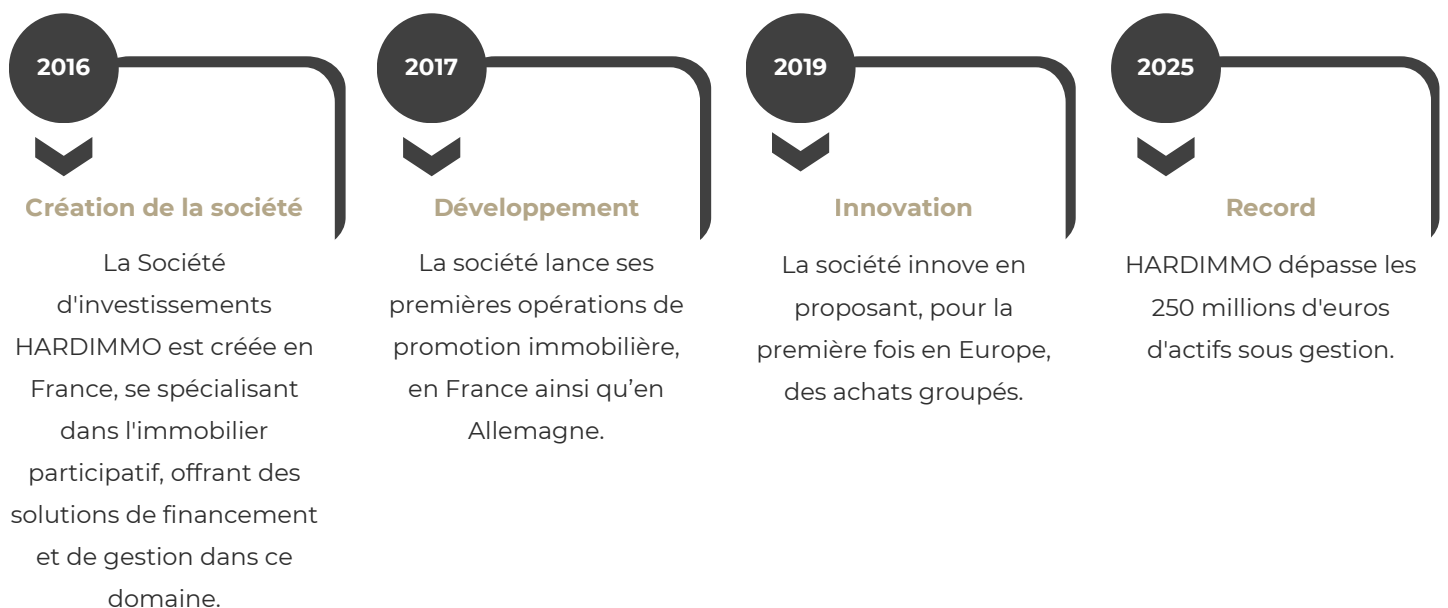 2016
Création de la société
La Société
d'investissements
HARDIMMO est créée en
France, se spécialisant
dans l'immobilier
participatif, offrant des
solutions de financement
et de gestion dans ce
domaine.
2017
Développement
La société lance ses
premières opérations de
promotion immobilière,
en France ainsi qu’en
Allemagne.
2019
Innovation
La société innove en
proposant, pour la
première fois en Europe,
des achats groupés.
2025
Record
HARDIMMO dépasse les
250 millions d'euros
d'actifs sous gestion.